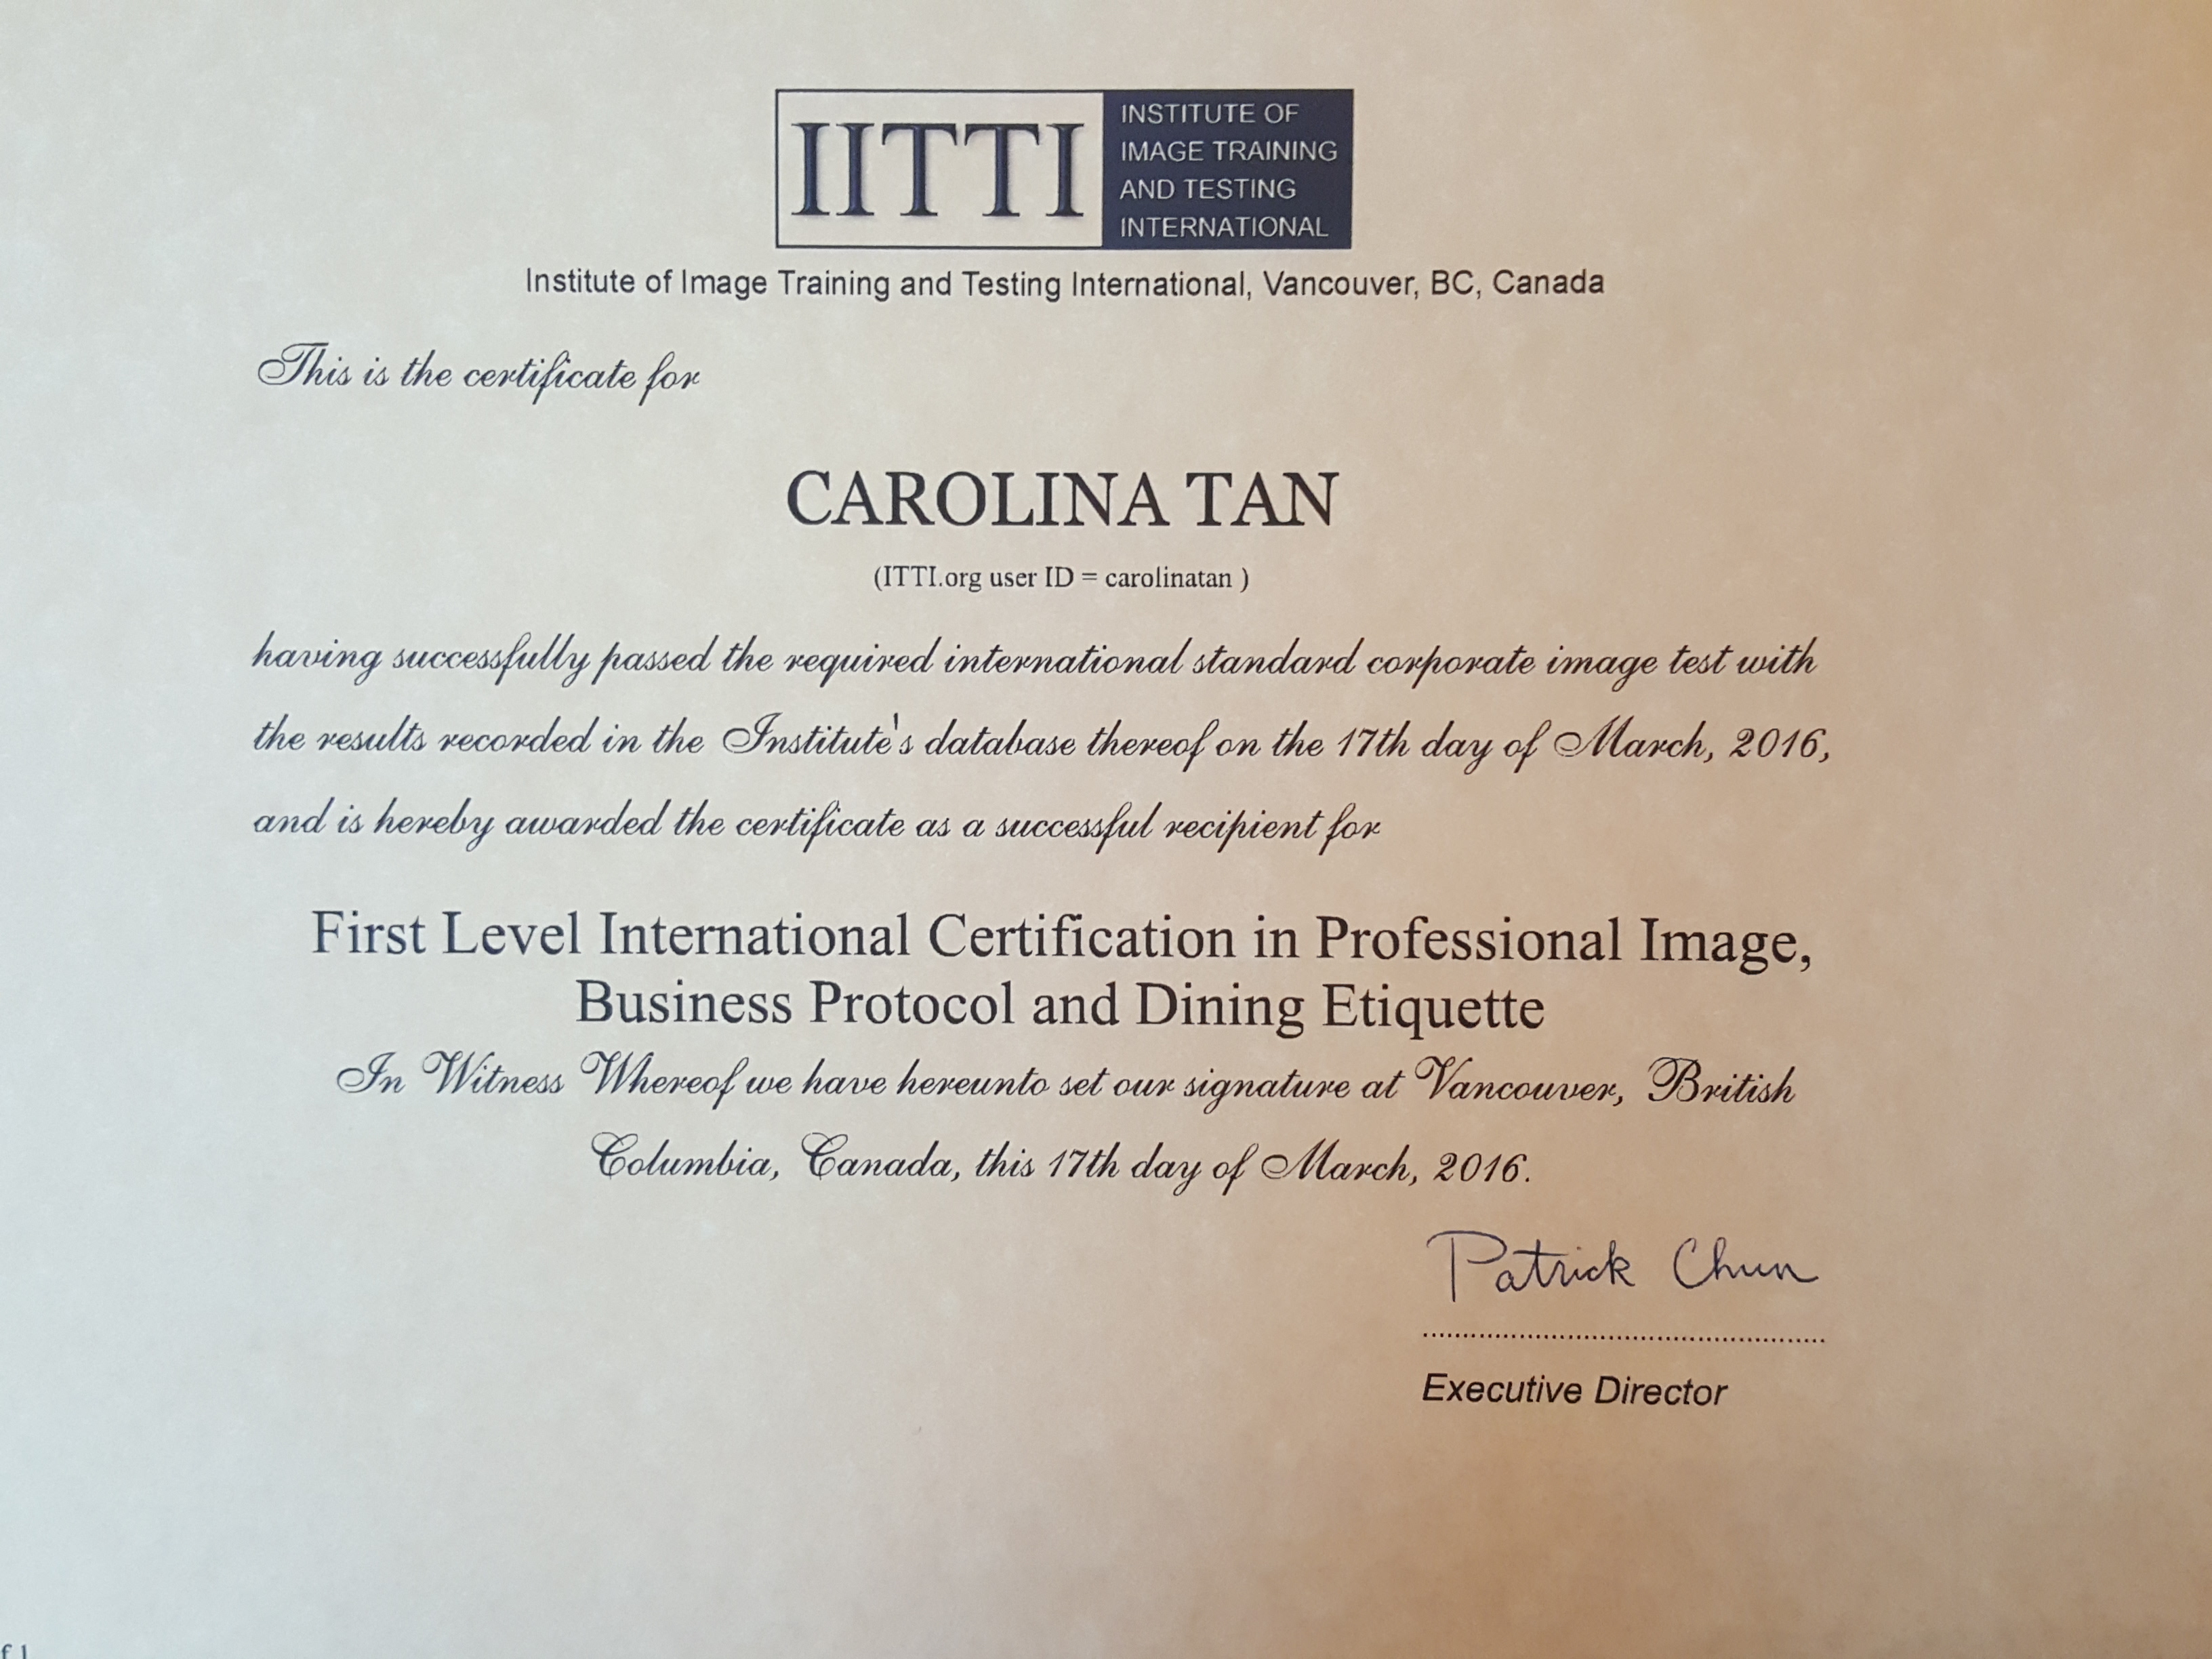 IITTI
INSTITUTE OF
IMAGE TRAINING
AND TESTING
INTERNATIONAL
Institute of Image Training and Testing International, Vancouver, BC, Canada
This is the certificate for
CAROLINA TAN
(ITTI.org user ID = carolinatan )
having successfully passed the required international standard corporate image test with
the results recorded in the Institute's database thereof on the 17th day of March, 2016,
and is hereby awarded the certificate as a successful recipient for
First Level International Certification in Professional Image,
Business Protocol and Dining Etiquette
In Witness Whereof we have hereunto set our signature at Vancouver, British
Columbia, Canada, this 17th day of March, 2016.
Patrick Chun
Executive Director
f 1